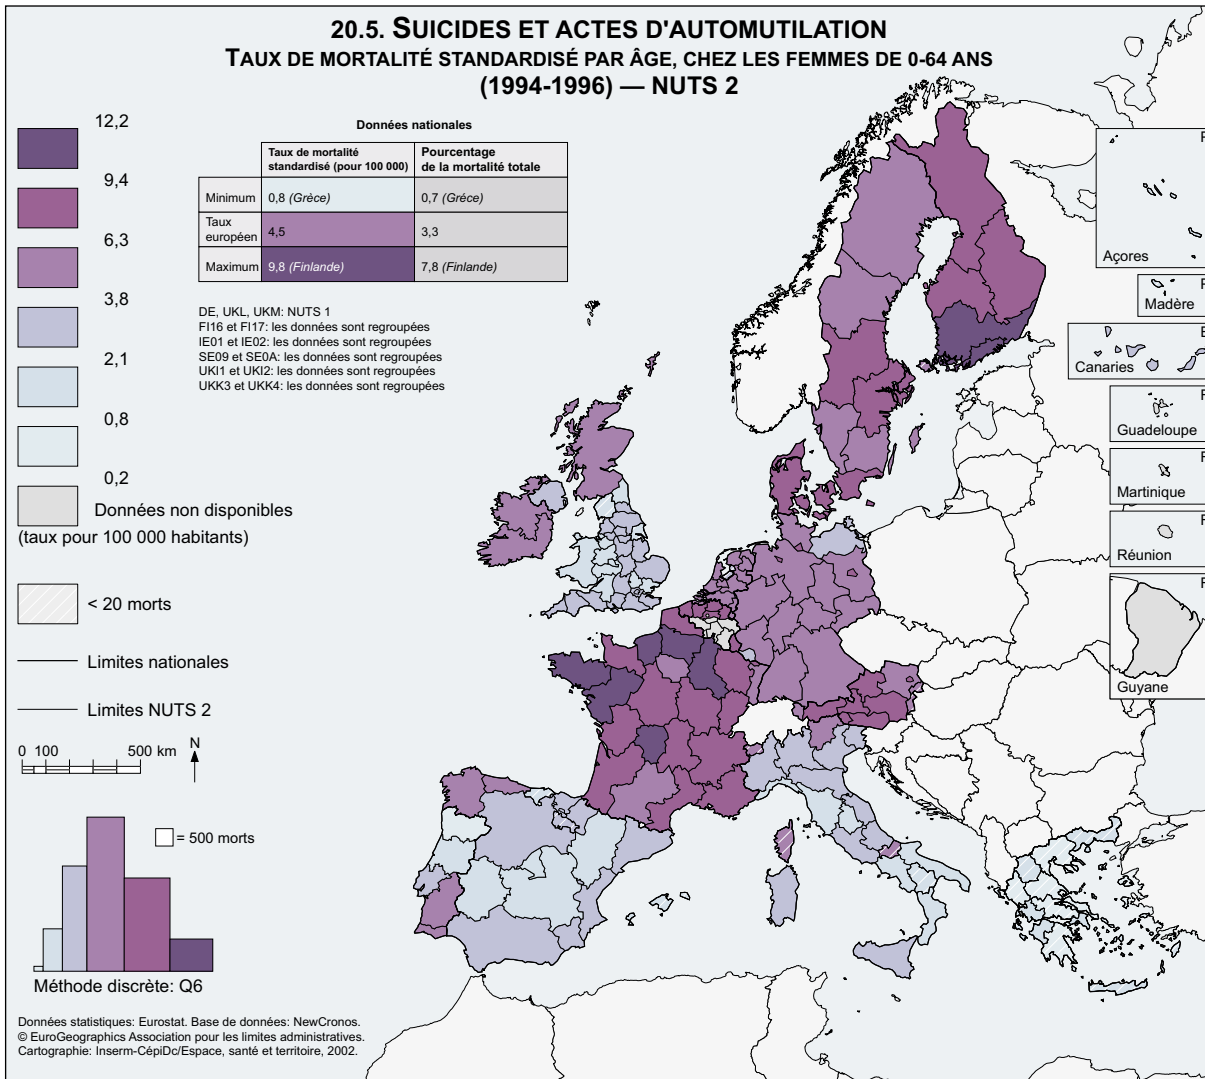 20.5. SUICIDES ET ACTES D'AUTOMUTILATION
TAUX DE MORTALITÉ STANDARDISÉ PAR ÂGE, CHEZ LES FEMMES DE 0-64 ANS
(1994-1996) — NUTS 2
12,2
9,4
6,3
3,8
2,1
0,8
0,2
Données non disponibles
(taux pour 100 000 habitants)
< 20 morts
Limites nationales
Limites NUTS 2
0 100 500 km
N
Données nationales
Taux de mortalité standardisé (pour 100 000) Pourcentage de la mortalité totale
Minimum 0,8 (Grèce) 0,7 (Gréce)
Taux européen 4,5 3,3
Maximum 9,8 (Finlande) 7,8 (Finlande)
DE, UKL, UKM: NUTS 1
FI16 et FI17: les données sont regroupées
IE01 et IE02: les données sont regroupées
SE09 et SE0A: les données sont regroupées
UKI1 et UKI2: les données sont regroupées
UKK3 et UKK4: les données sont regroupées
= 500 morts
Méthode discrète: Q6
Données statistiques: Eurostat. Base de données: NewCronos.
© EuroGeographics Association pour les limites administratives.
Cartographie: Inserm-CépiDc/Espace, santé et territoire, 2002.
Açores
Madère
Canaries
Guadeloupe
Martinique
Réunion
Guyane